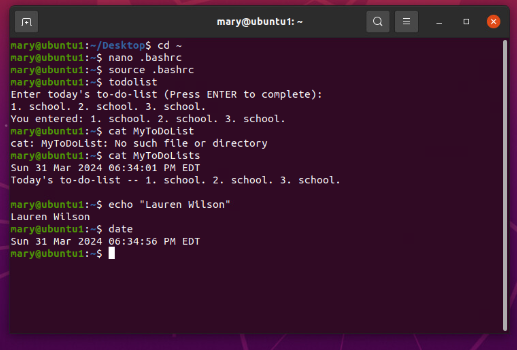 mary@ubuntu1: ~
mary@ubuntu1:~/Desktop$ cd ~
mary@ubuntu1:~$ nano .bashrc
mary@ubuntu1:~$ source .bashrc
mary@ubuntu1:~$ todolist
Enter today's to-do-list (Press ENTER to complete):
1. school. 2. school. 3. school.
You entered: 1. school. 2. school. 3. school.
mary@ubuntu1:~$ cat MyToDoList
cat: MyToDoList: No such file or directory
mary@ubuntu1:~$ cat MyToDoLists
Sun 31 Mar 2024 06:34:01 PM EDT
Today's to-do-list -- 1. school. 2. school. 3. school.
mary@ubuntu1:~$ echo "Lauren Wilson"
Lauren Wilson
mary@ubuntu1:~$ date
Sun 31 Mar 2024 06:34:56 PM EDT
mary@ubuntu1:~$